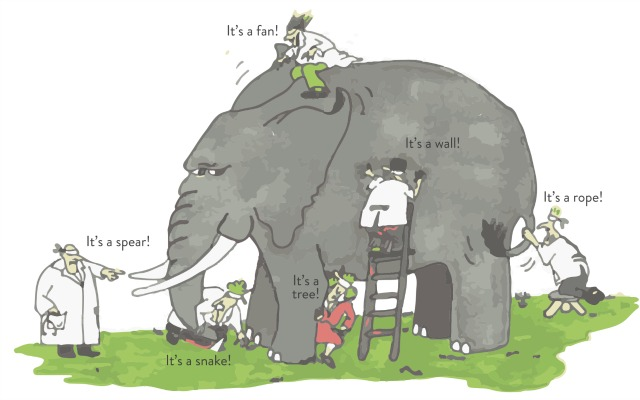 It's a fan!
It's a wall!
It's a rope!
It's a spear!
It's a
tree!
It's a snake!